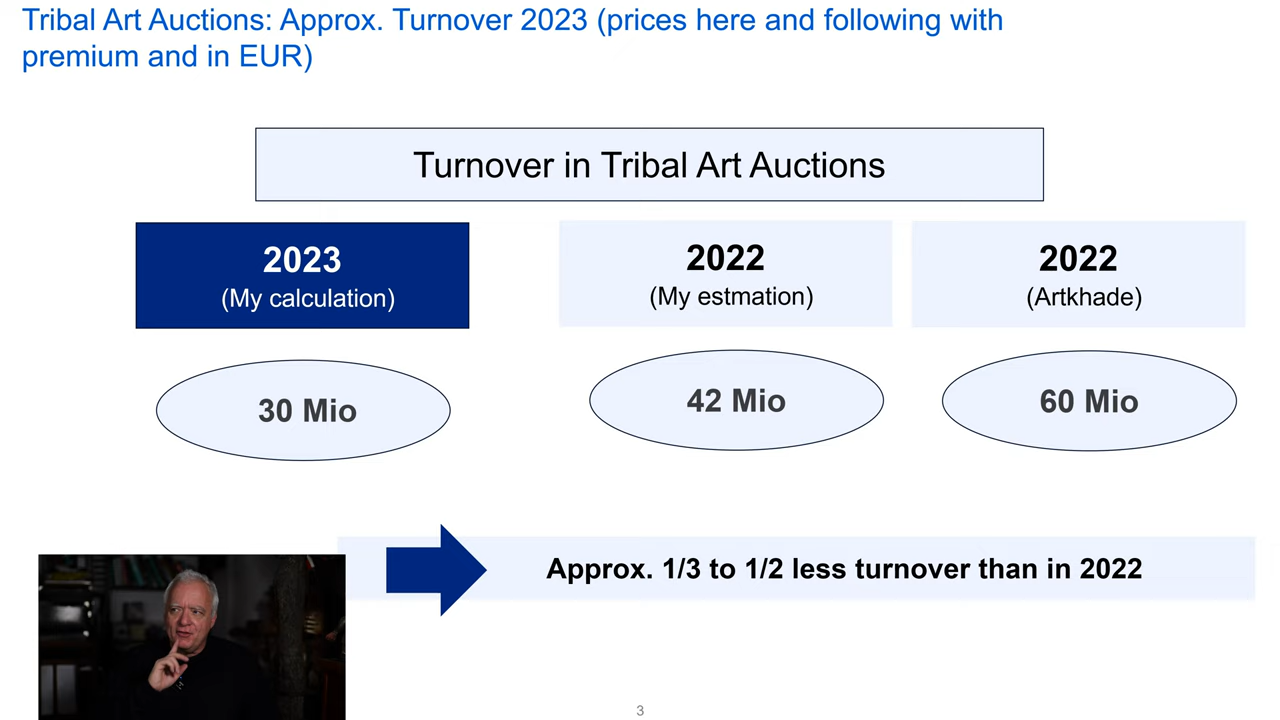 Tribal Art Auctions: Approx. Turnover 2023 (prices here and following with
premium and in EUR)
Turnover in Tribal Art Auctions
2023
(My calculation)
2022
(My estmation)
2022
(Artkhade)
30 Mio
42 Mio
60 Mio
Approx. 1/3 to 1/2 less turnover than in 2022
3